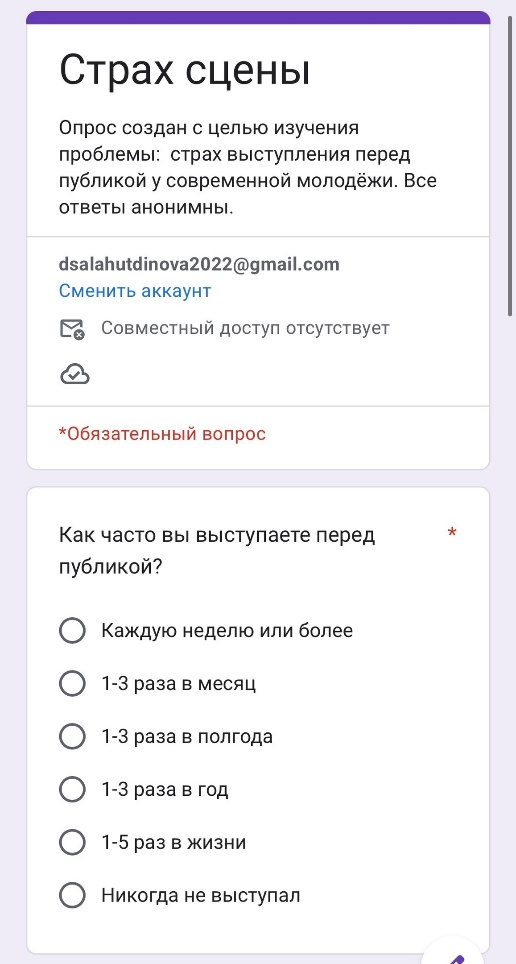 Страх сцены
Опрос создан с целью изучения
проблемы:  страх выступления перед
публикой у современной молодёжи. Все
ответы анонимны.
dsalahutdinova2022@gmail.com
Сменить аккаунт
Совместный доступ отсутствует
*Обязательный вопрос
Как часто вы выступаете перед *
публикой?
Каждую неделю или более
1-3 раза в месяц
1-3 раза в полгода
1-3 раза в год
1-5 раз в жизни
Никогда не выступал